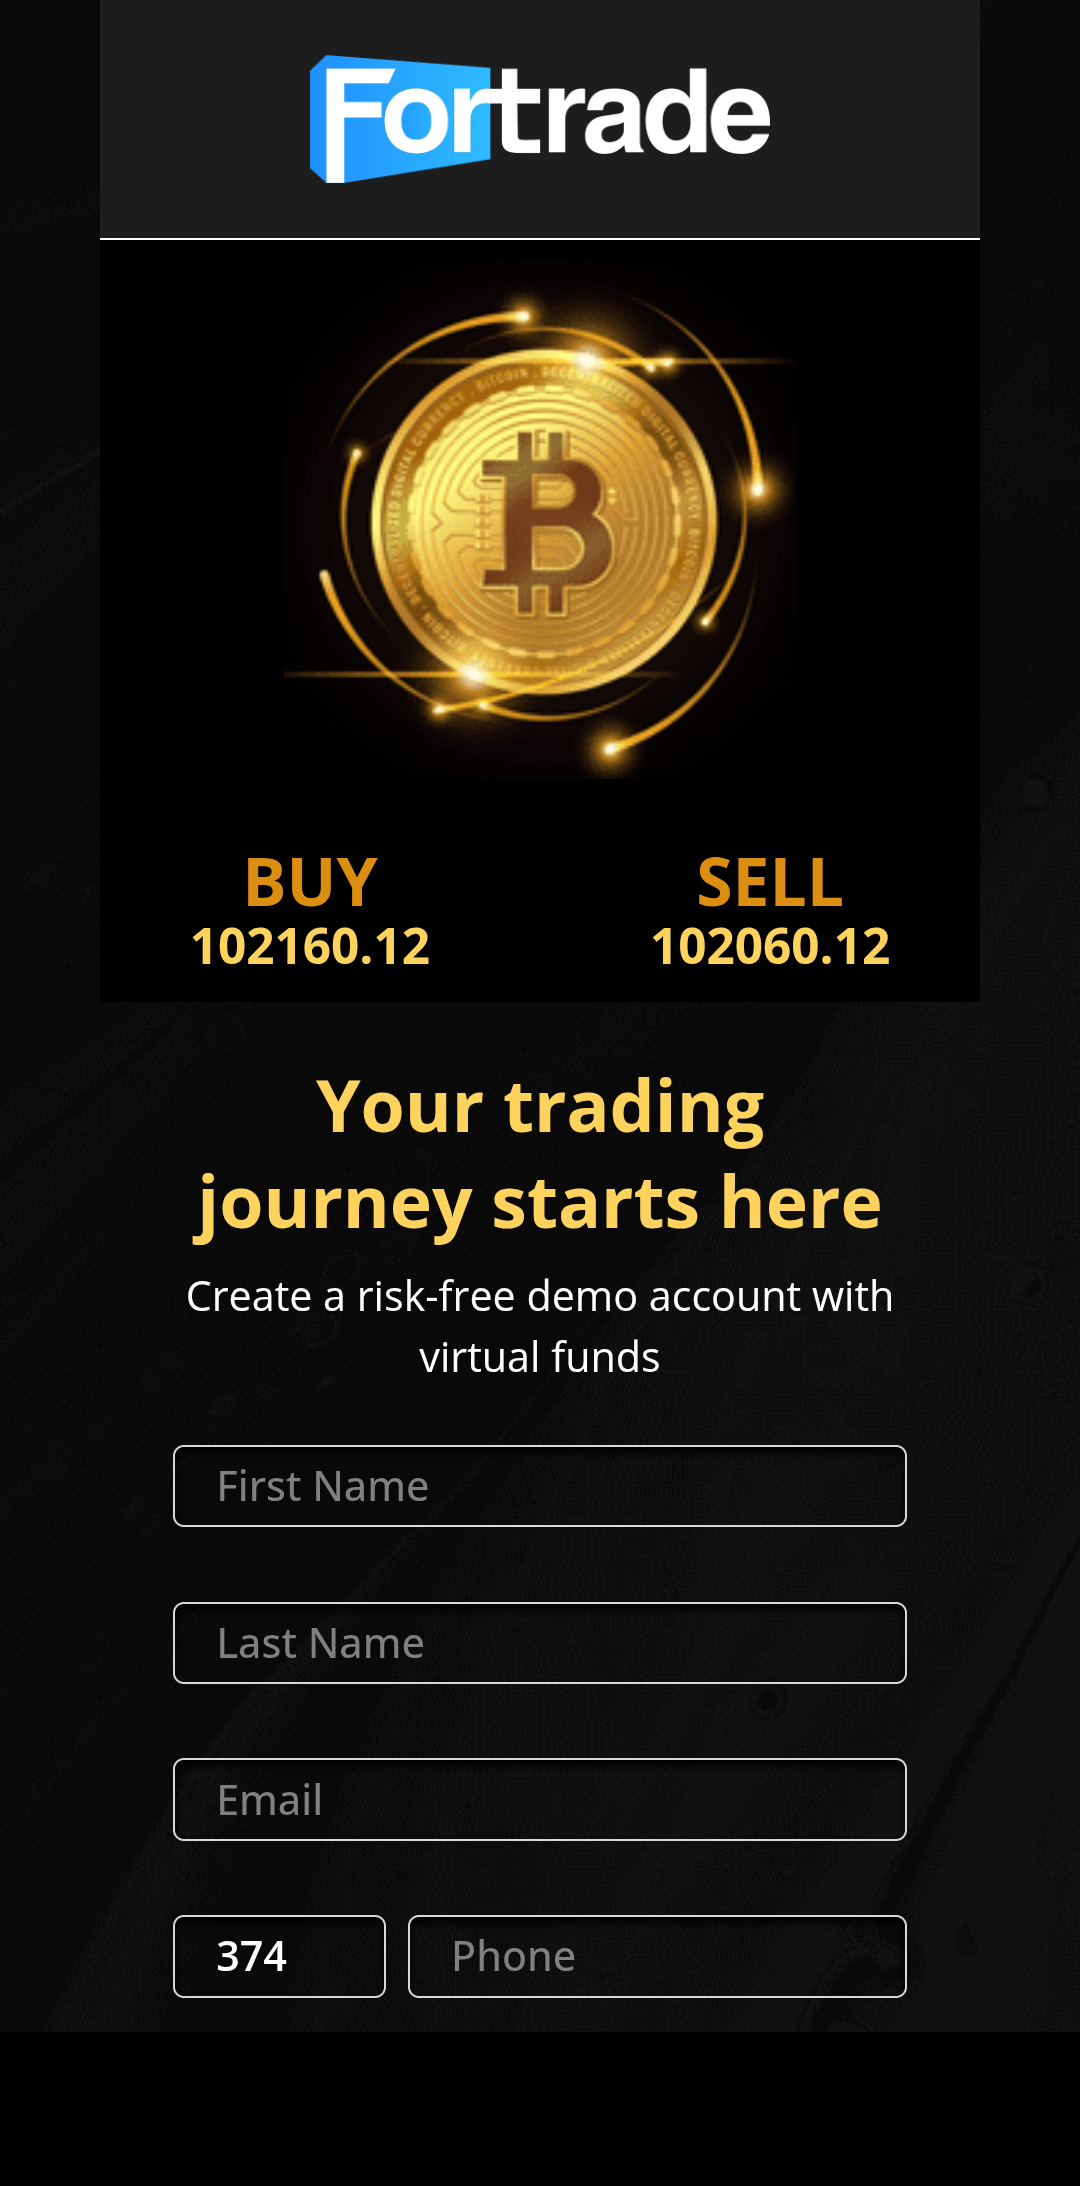 Fortrade
BUY
SELL
102160.12
102060.12
Your trading
journey starts here
Create a risk-free demo account with
virtual funds
First Name
Last Name
Email
374
Phone